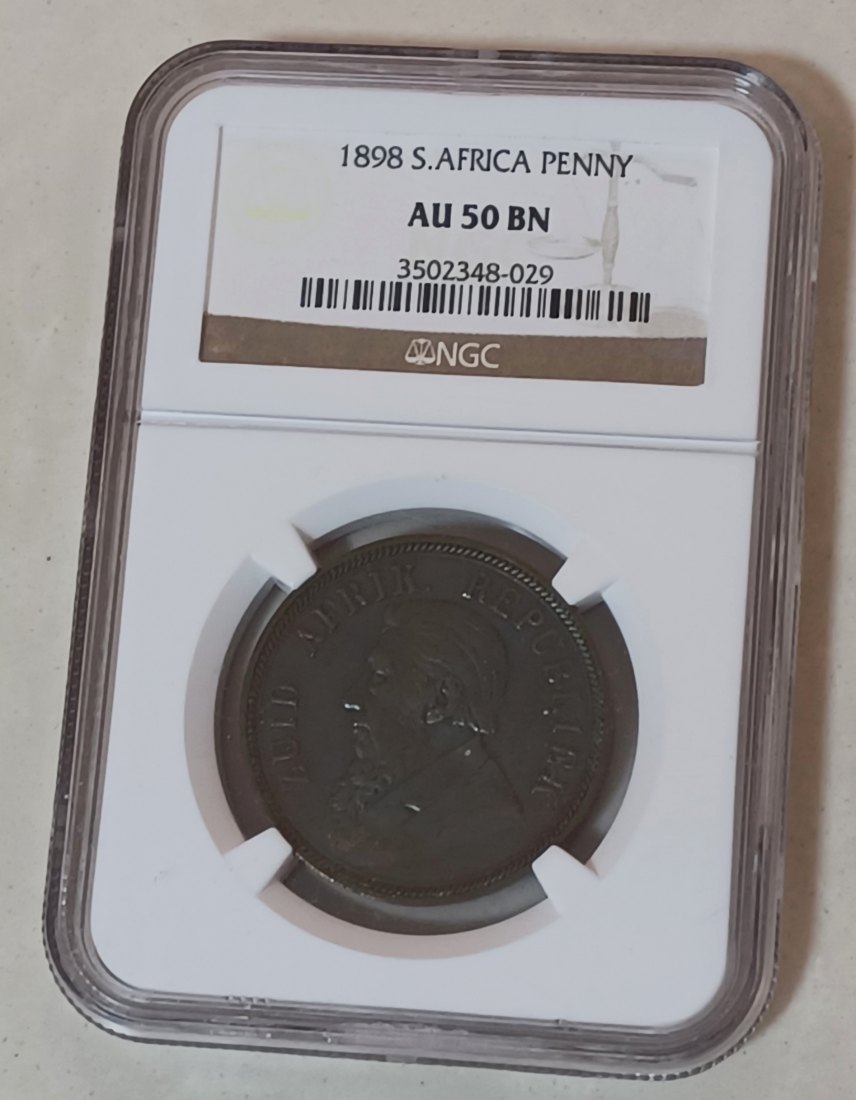 1898 S.AFRICA PENNY
AU 50 BN
3502348-029
NGC
ZUID AFRIK. REPUBLIEK